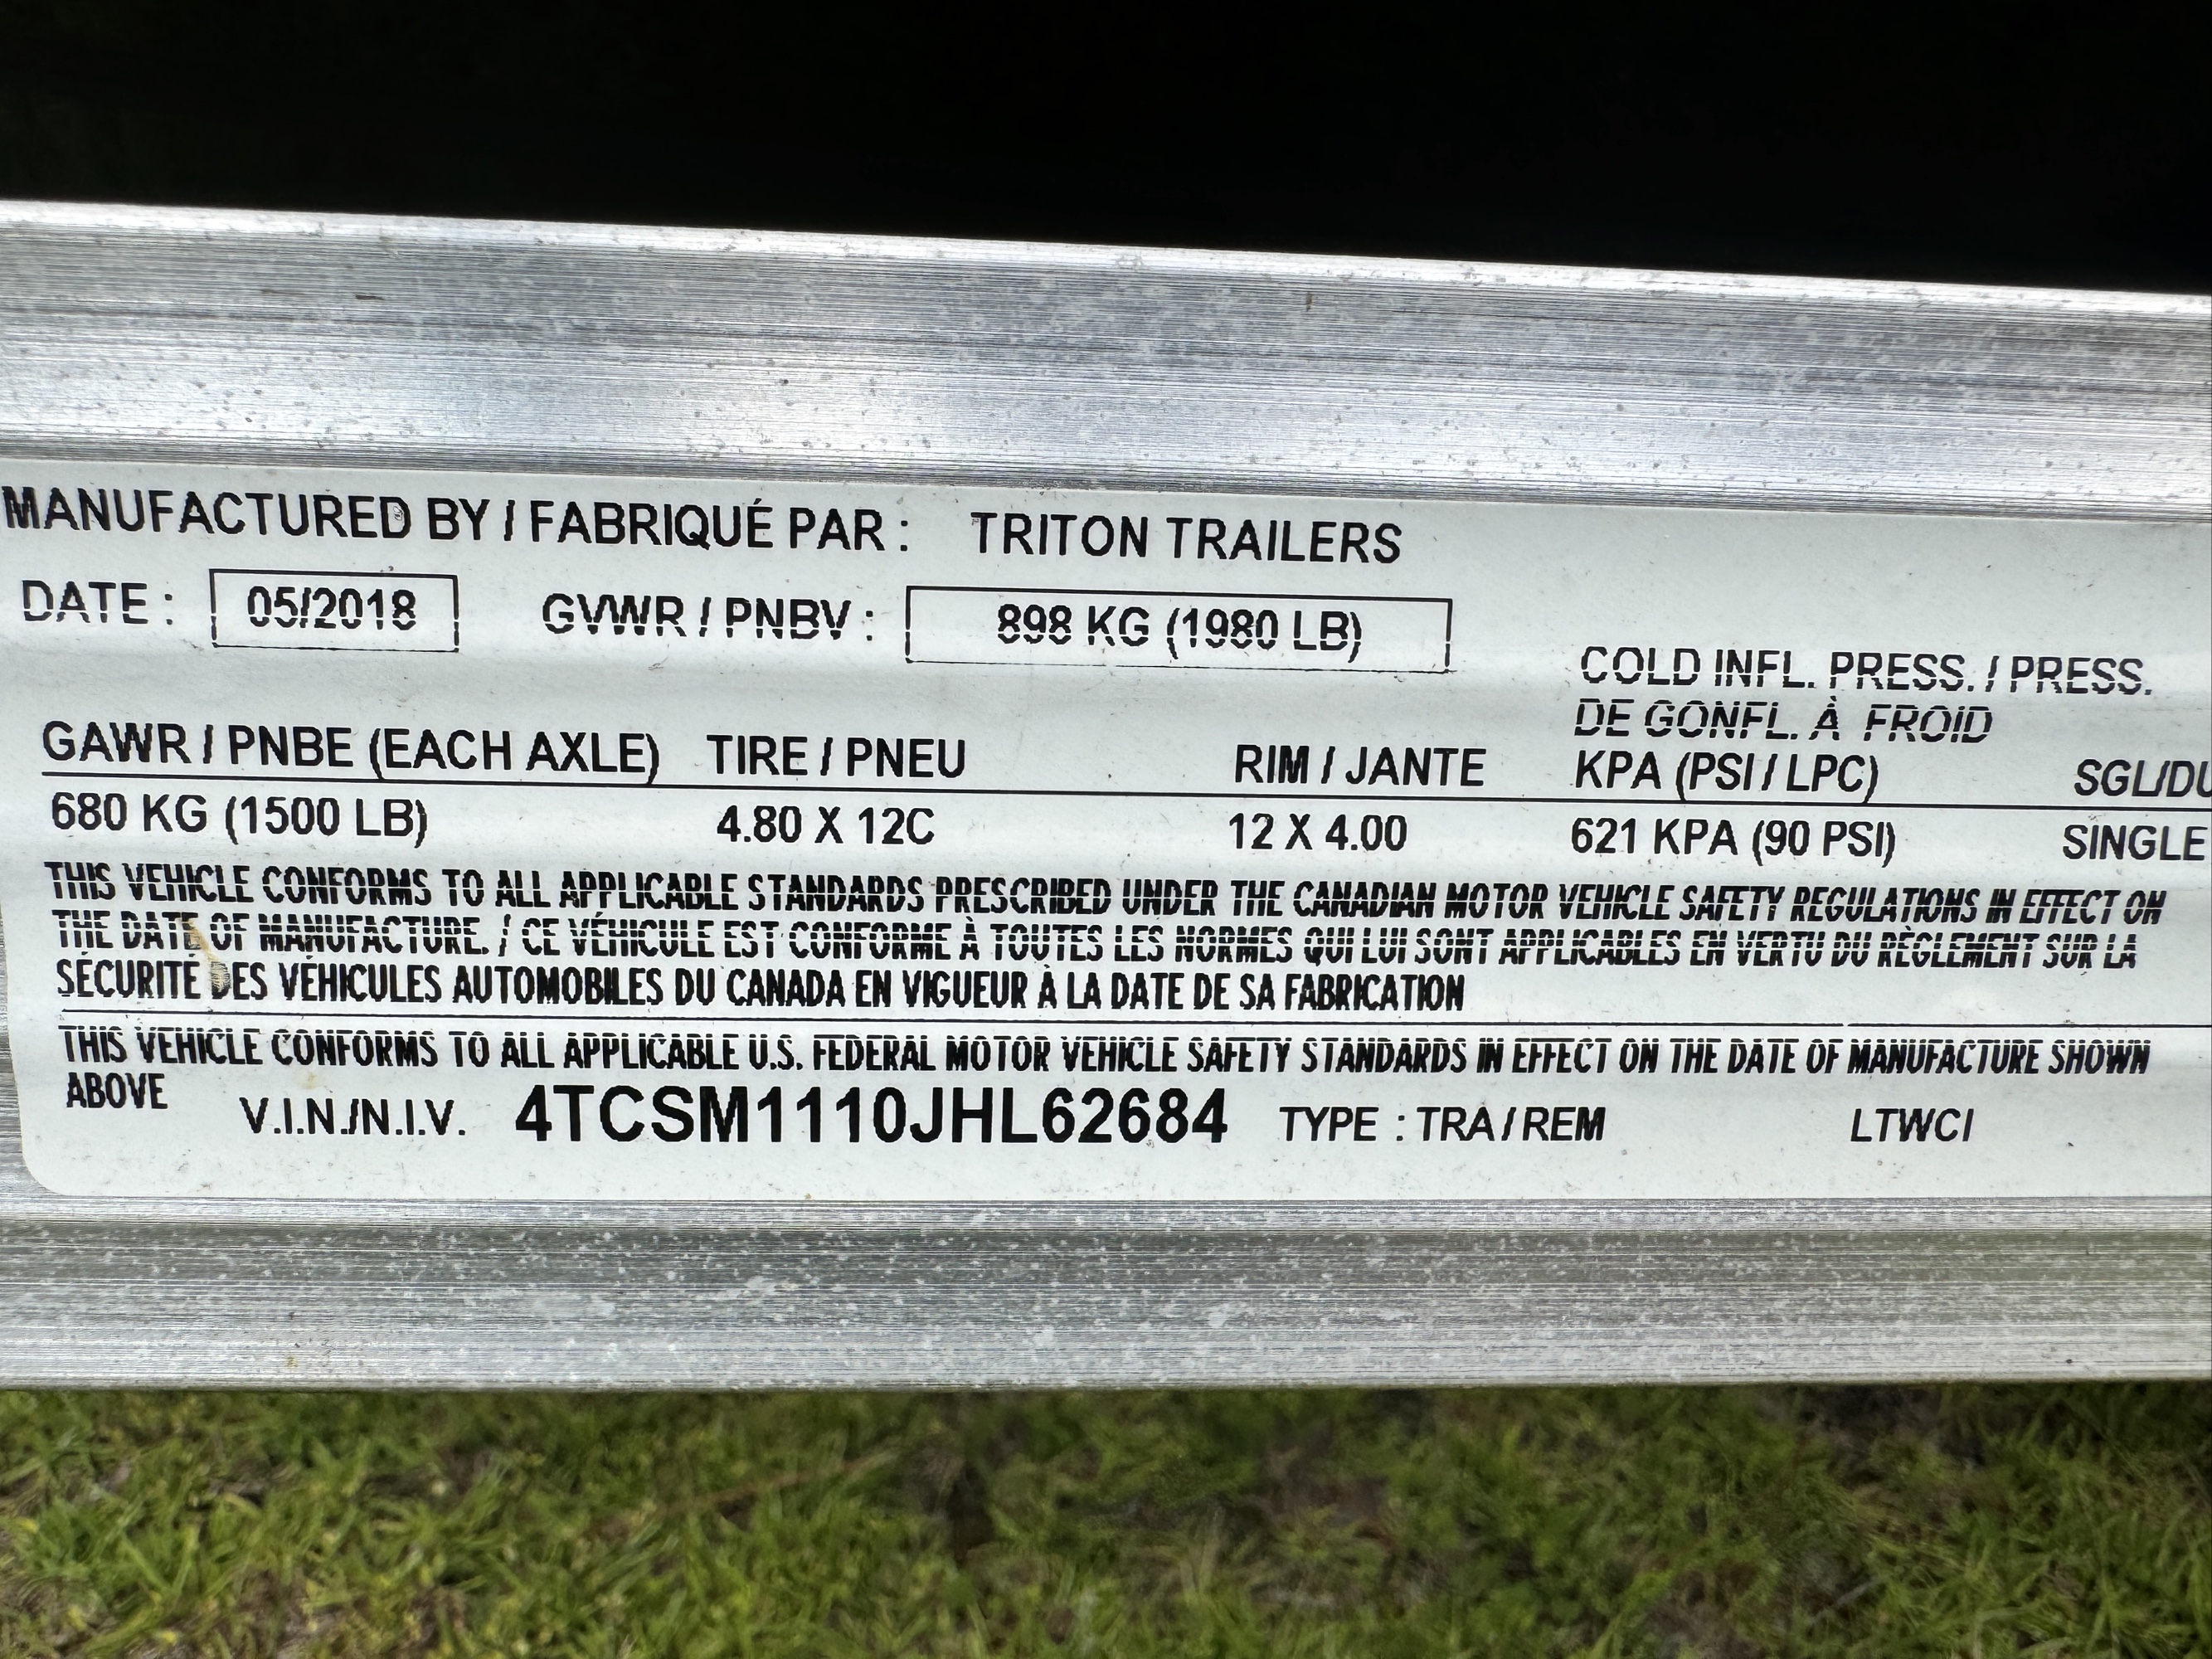 MANUFACTURED BY / FABRIQUÉ PAR : TRITON TRAILERS
DATE : 05/2018 GVWR / PNBV : 898 KG (1980 LB)
COLD INFL. PRESS. / PRESS.
DE GONFL. À FROID
GAWR / PNBE (EACH AXLE) TIRE / PNEU RIM / JANTE KPA (PSI / LPC) SGL/DU
680 KG (1500 LB) 4.80 X 12C 12 X 4.00 621 KPA (90 PSI) SINGLE
THIS VEHICLE CONFORMS TO ALL APPLICABLE STANDARDS PRESCRIBED UNDER THE CANADIAN MOTOR VEHICLE SAFETY REGULATIONS IN EFFECT ON
THE DATE OF MANUFACTURE. / CE VÉHICULE EST CONFORME À TOUTES LES NORMES QUI LUI SONT APPLICABLES EN VERTU DU RÈGLEMENT SUR LA
SÉCURITÉ DES VÉHICULES AUTOMOBILES DU CANADA EN VIGUEUR À LA DATE DE SA FABRICATION
THIS VEHICLE CONFORMS TO ALL APPLICABLE U.S. FEDERAL MOTOR VEHICLE SAFETY STANDARDS IN EFFECT ON THE DATE OF MANUFACTURE SHOWN
ABOVE V.I.N./N.I.V. 4TCSM1110JHL62684 TYPE : TRA / REM LTWCI